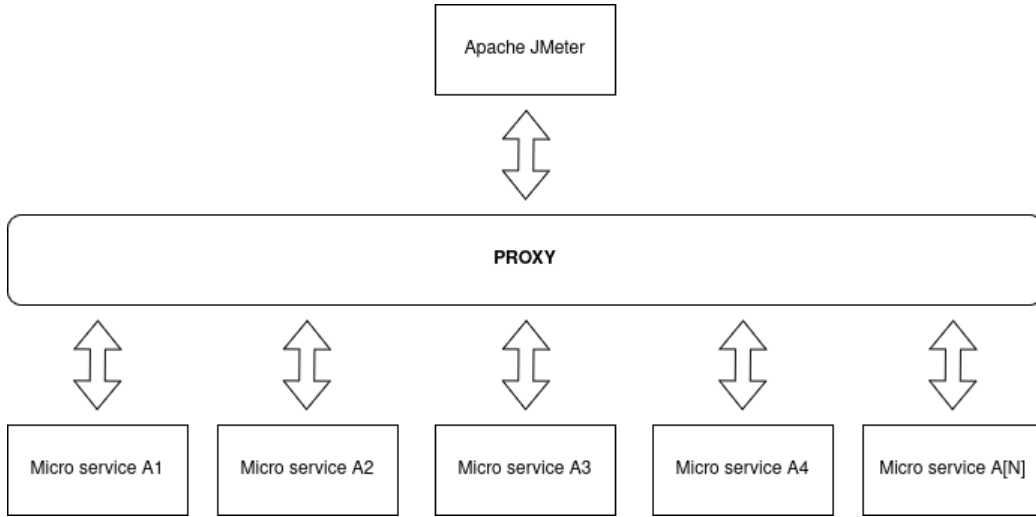 Apache JMeter
PROXY
Micro service A1
Micro service A2
Micro service A3
Micro service A4
Micro service A[N]